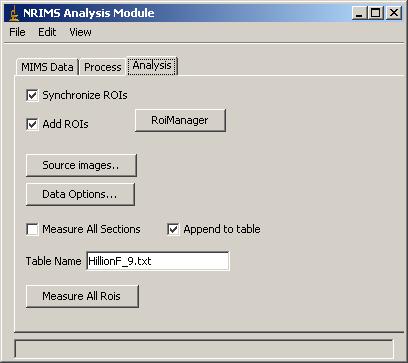 NRIMS Analysis Module
File Edit View
MIMS Data Process Analysis
Synchronize ROIs
Add ROIs RoiManager
Source images..
Data Options...
Measure All Sections Append to table
Table Name HillionF_9.txt
Measure All Rois